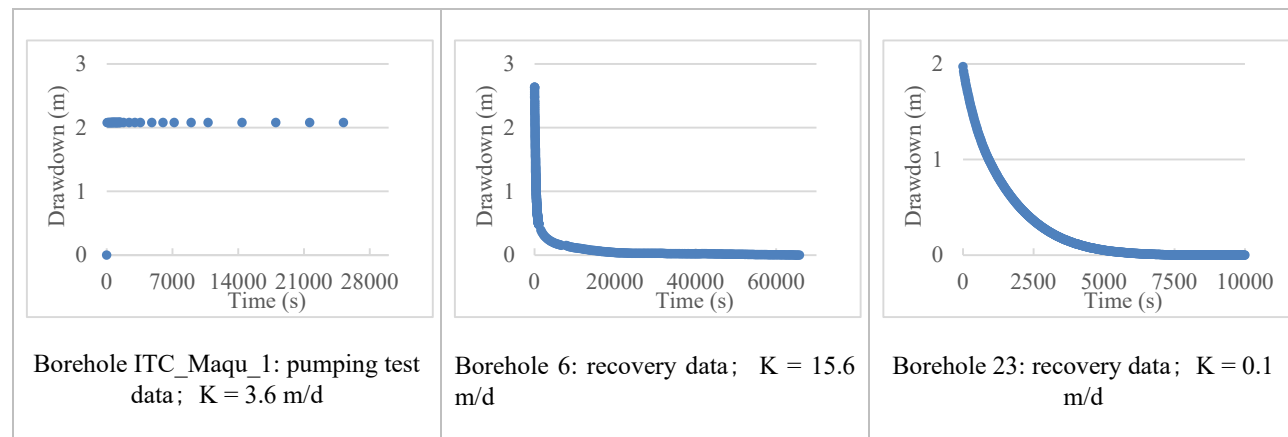 3
2
1
0
Drawdown (m)
0 7000 14000 21000 28000
Time (s)
Borehole ITC_Maqu_1: pumping test
data； K = 3.6 m/d
3
2
1
0
Drawdown (m)
0 20000 40000 60000
Time (s)
Borehole 6: recovery data； K = 15.6
m/d
2
1
0
Drawdown (m)
0 2500 5000 7500 10000
Time (s)
Borehole 23: recovery data； K = 0.1
m/d